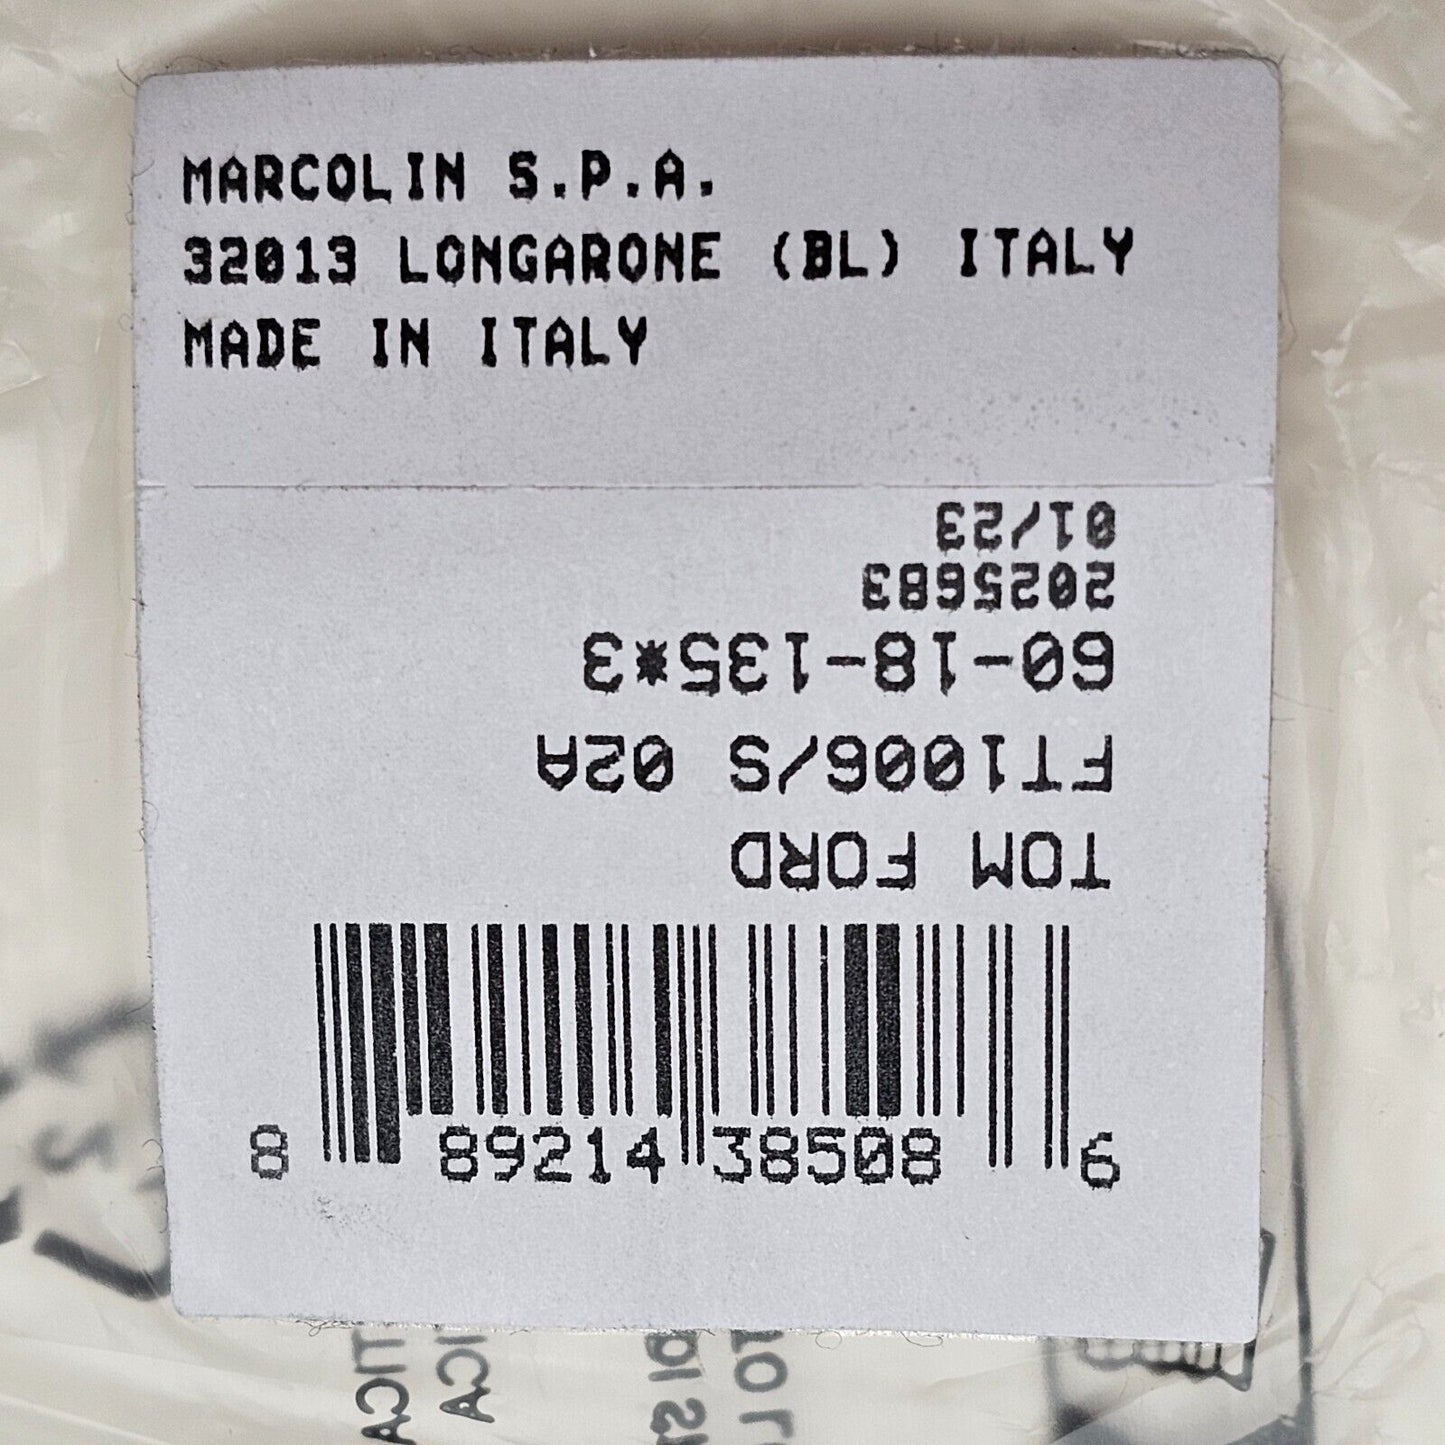 MARCOLIN S.P.A.
32013 LONGARONE (BL) ITALY
MADE IN ITALY
TOM FORD
FT1006/S 02A
60-18-135*3
2025683
01/23
8 89214 38508 6